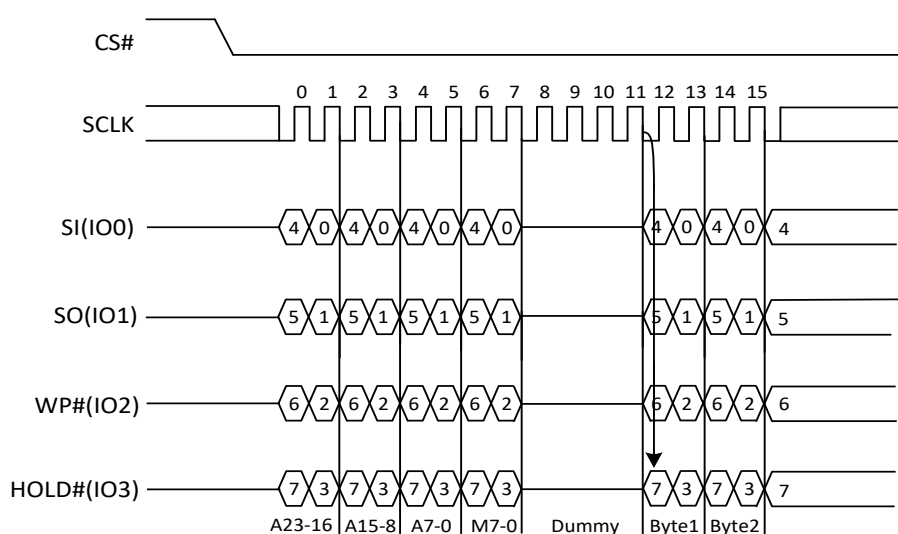 CS#
0 1 2 3 4 5 6 7 8 9 10 11 12 13 14 15
SCLK
SI(IO0) 4 0 4 0 4 0 4 0 4 0 4 0 4
SO(IO1) 5 1 5 1 5 1 5 1 5 1 5 1 5
WP#(IO2) 6 2 6 2 6 2 6 2 6 2 6 2 6
HOLD#(IO3) 7 3 7 3 7 3 7 3 7 3 7 3 7
A23-16 A15-8 A7-0 M7-0 Dummy Byte1 Byte2